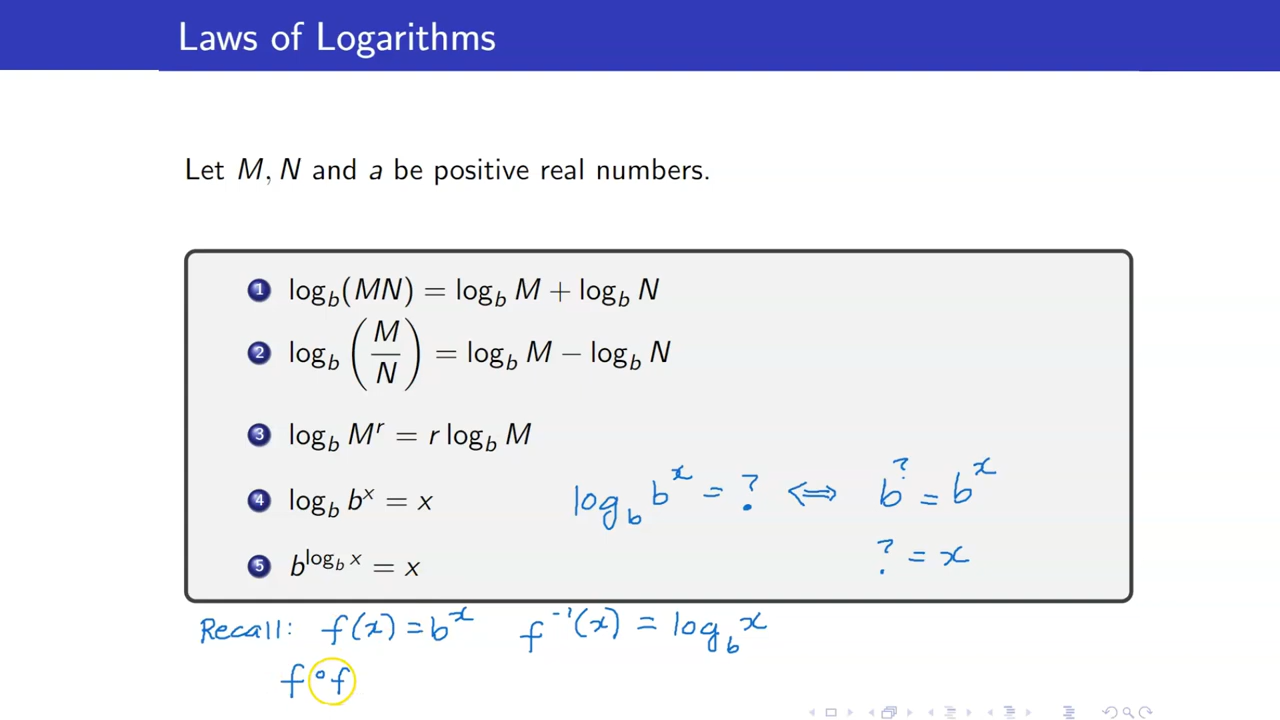 Laws of Logarithms
Let M, N and a be positive real numbers.
1 log_b(MN) = log_b M + log_b N
2 log_b (M/N) = log_b M − log_b N
3 log_b M^r = r log_b M
4 log_b b^x = x log_b b^x = ? ⟺ b^? = b^x
? = x
5 b^{log_b x} = x
Recall: f(x) = b^x f^{-1}(x) = log_b x
f ∘ f